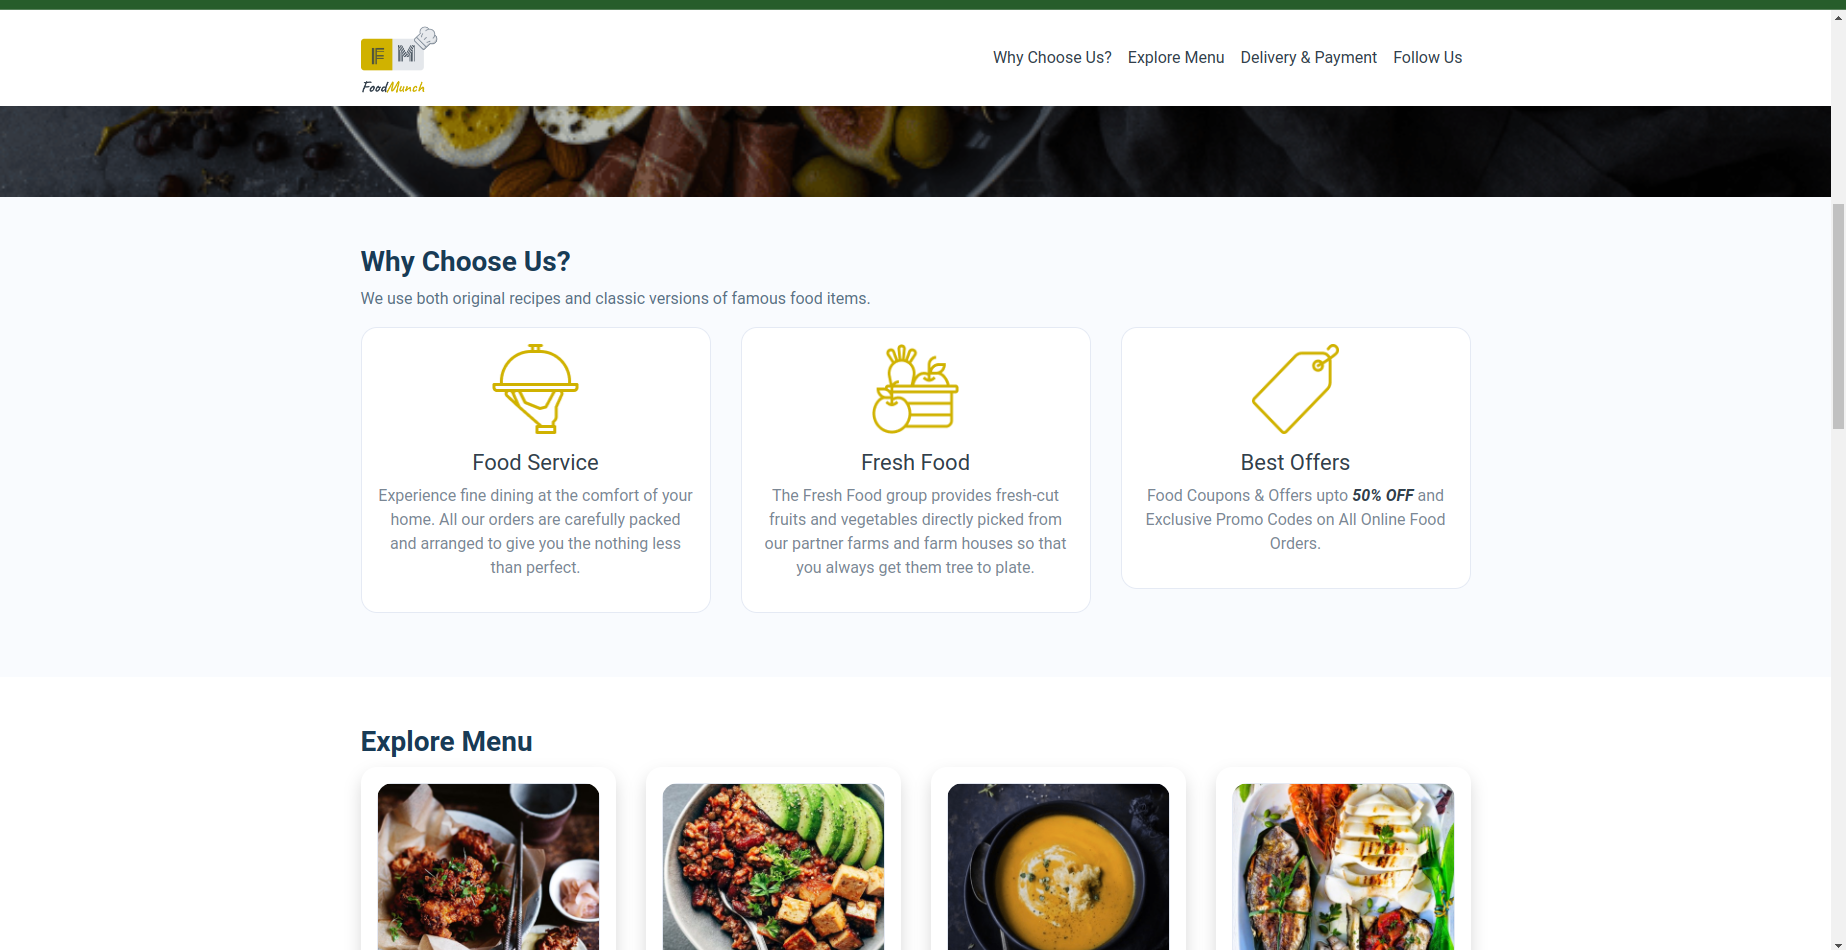 F M
FoodMunch
Why Choose Us? Explore Menu Delivery & Payment Follow Us
Why Choose Us?
We use both original recipes and classic versions of famous food items.
Food Service
Experience fine dining at the comfort of your
home. All our orders are carefully packed
and arranged to give you the nothing less
than perfect.
Fresh Food
The Fresh Food group provides fresh-cut
fruits and vegetables directly picked from
our partner farms and farm houses so that
you always get them tree to plate.
Best Offers
Food Coupons & Offers upto 50% OFF and
Exclusive Promo Codes on All Online Food
Orders.
Explore Menu